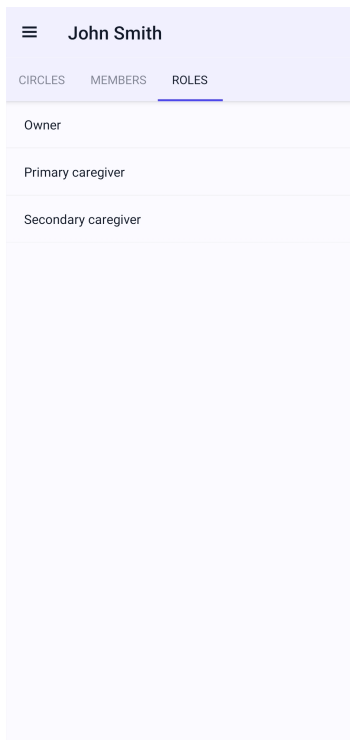 John Smith
CIRCLES MEMBERS ROLES
Owner
Primary caregiver
Secondary caregiver